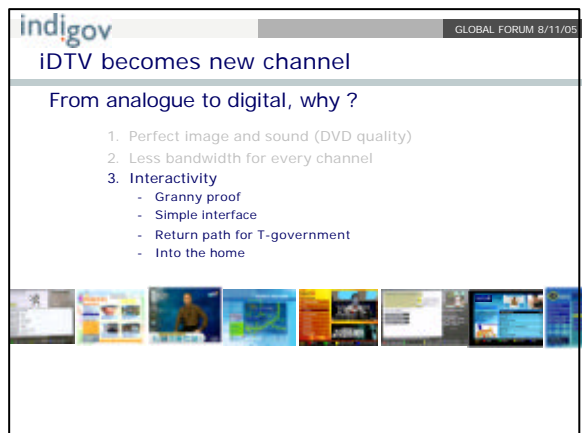 indigov
GLOBAL FORUM 8/11/05
iDTV becomes new channel
From analogue to digital, why ?
1. Perfect image and sound (DVD quality)
2. Less bandwidth for every channel
3. Interactivity
- Granny proof
- Simple interface
- Return path for T-government
- Into the home